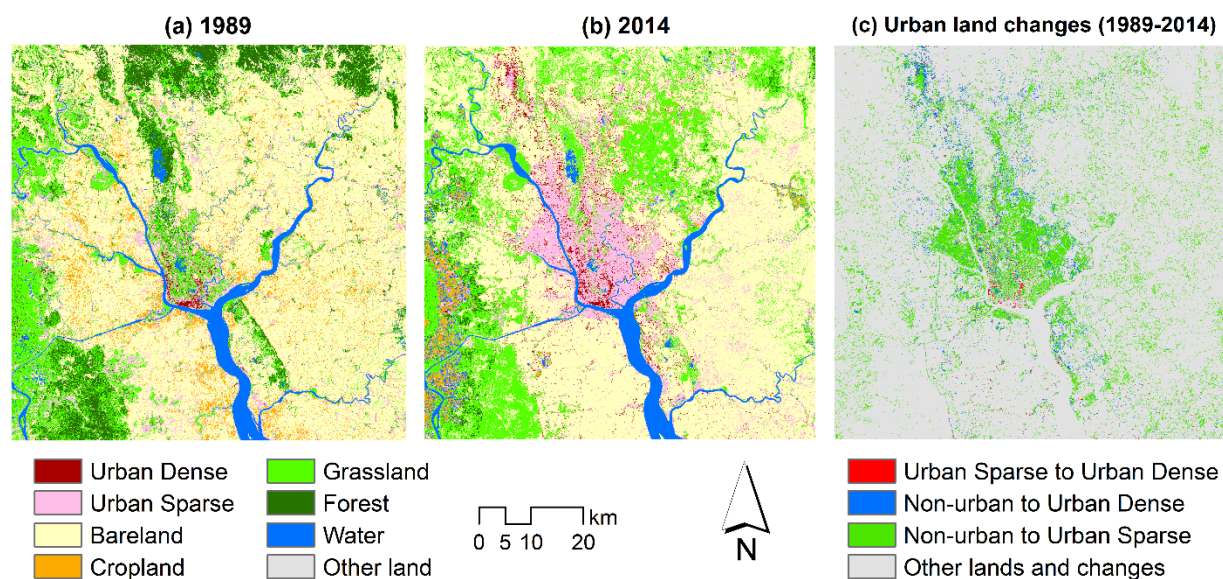 (a) 1989
(b) 2014
(c) Urban land changes (1989-2014)
Urban Dense
Urban Sparse
Bareland
Cropland
Grassland
Forest
Water
Other land
km
0 5 10 20
N
Urban Sparse to Urban Dense
Non-urban to Urban Dense
Non-urban to Urban Sparse
Other lands and changes